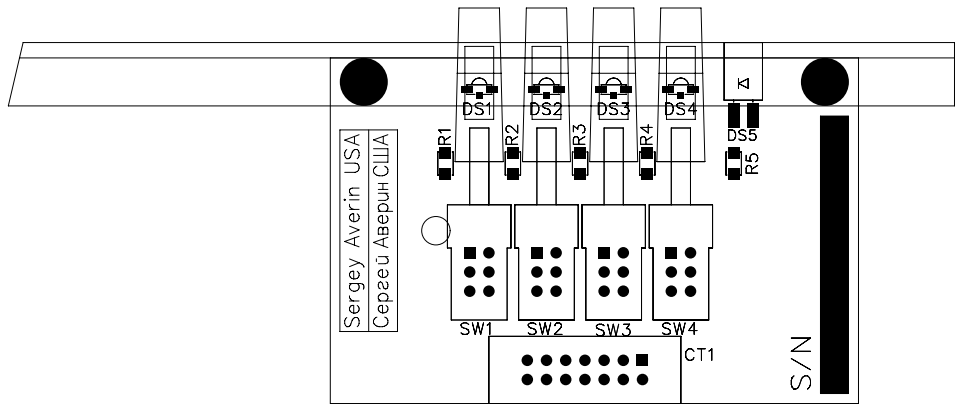 DS1 DS2 DS3 DS4
DS5
R1 R2 R3 R4
R5
Sergey Averin USA
Сергей Аверин США
SW1 SW2 SW3 SW4
CT1
S/N